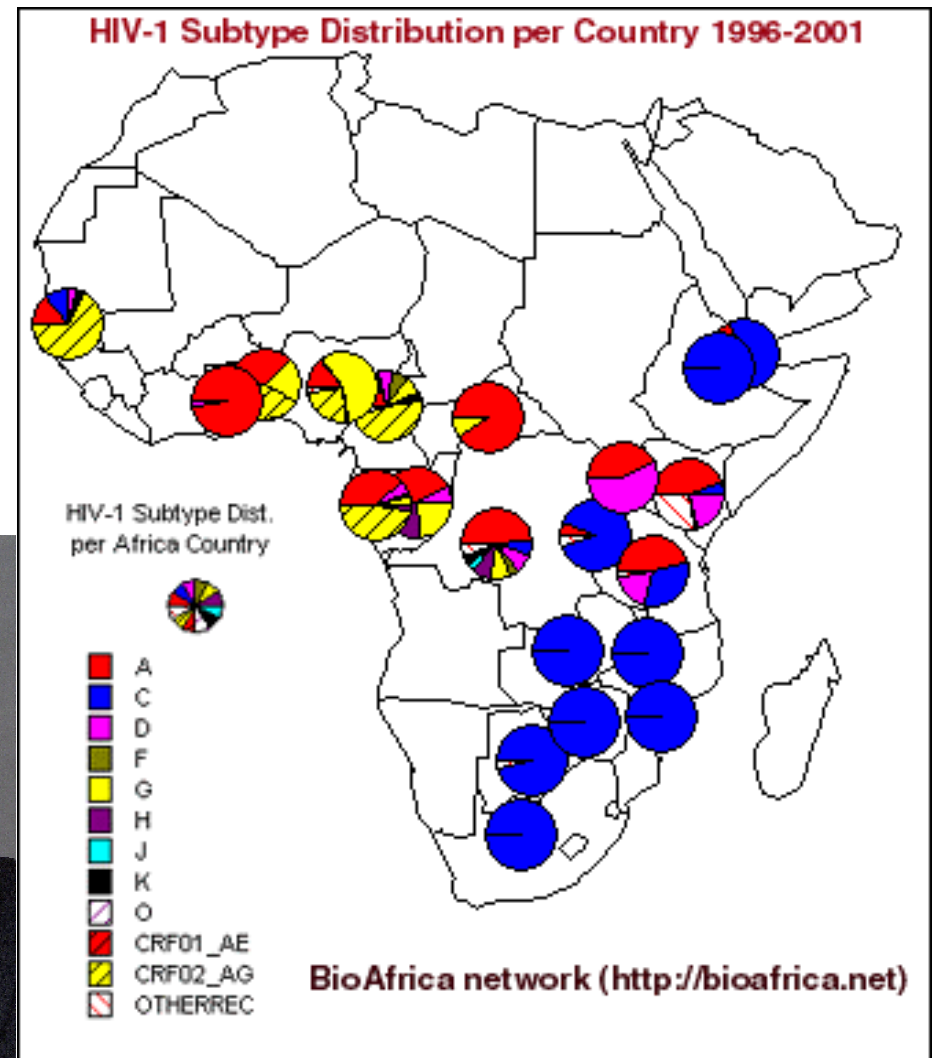 HIV-1 Subtype Distribution per Country 1996-2001
HIV-1 Subtype Dist.
per Africa Country
A
C
D
F
G
H
J
K
O
CRF01_AE
CRF02_AG
OTHERREC
BioAfrica network (http://bioafrica.net)